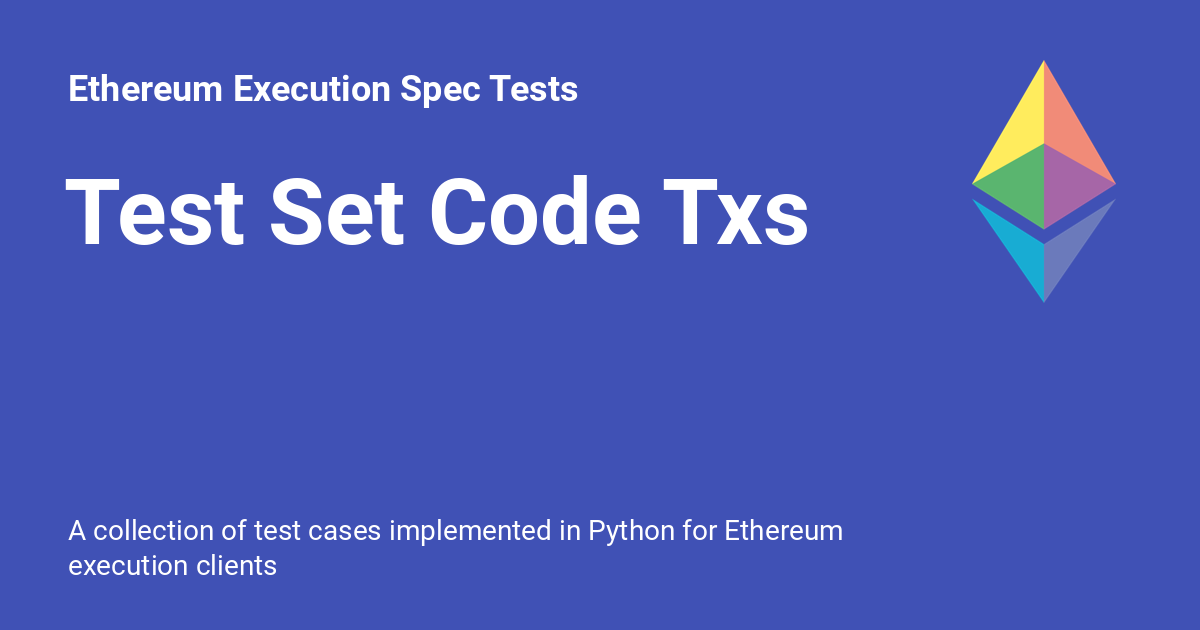 Ethereum Execution Spec Tests
Test Set Code Txs
A collection of test cases implemented in Python for Ethereum
execution clients